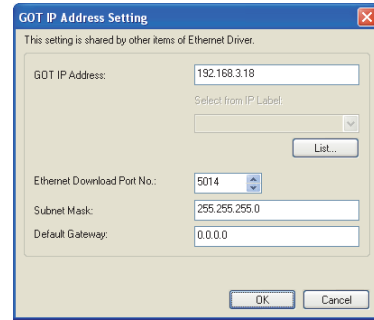 GOT IP Address Setting
This setting is shared by other items of Ethernet Driver.
GOT IP Address:
192.168.3.18
Select from IP Label:
List...
Ethernet Download Port No.:
5014
Subnet Mask:
255.255.255.0
Default Gateway:
0.0.0.0
OK
Cancel